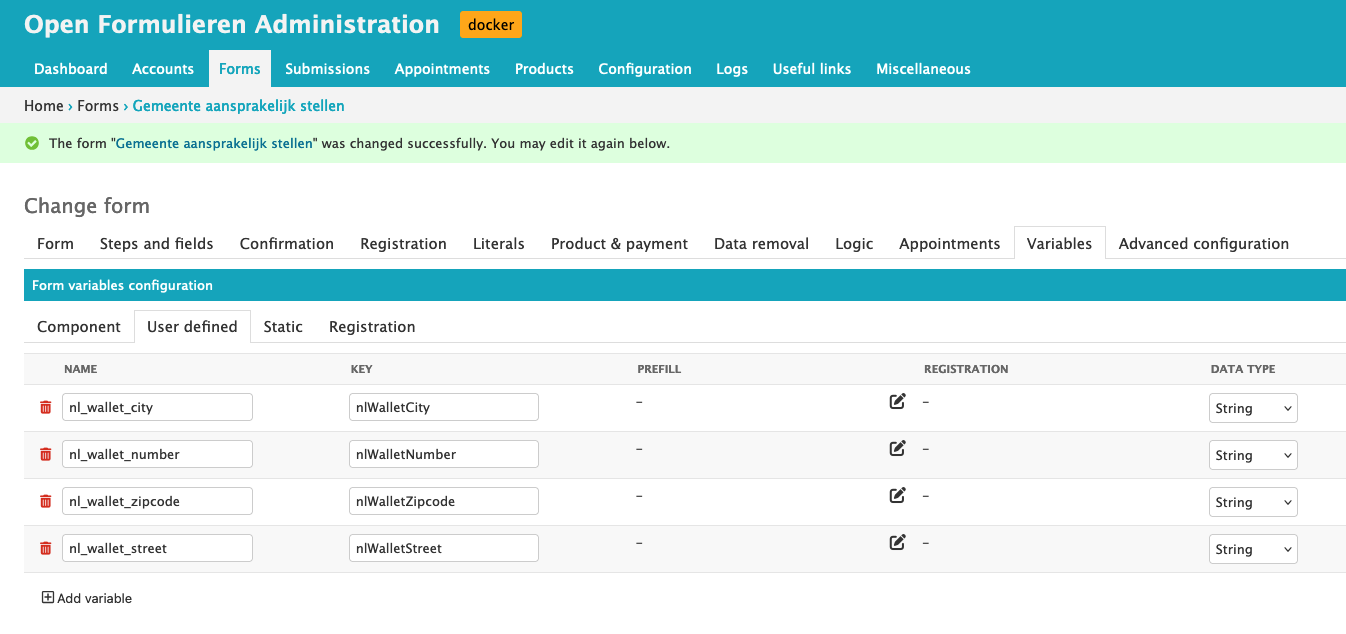 Open Formulieren Administration docker
Dashboard Accounts Forms Submissions Appointments Products Configuration Logs Useful links Miscellaneous
Home › Forms › Gemeente aansprakelijk stellen
The form "Gemeente aansprakelijk stellen" was changed successfully. You may edit it again below.
Change form
Form Steps and fields Confirmation Registration Literals Product & payment Data removal Logic Appointments Variables Advanced configuration
Form variables configuration
Component User defined Static Registration
NAME KEY PREFILL REGISTRATION DATA TYPE
nl_wallet_city nlWalletCity – – String
nl_wallet_number nlWalletNumber – – String
nl_wallet_zipcode nlWalletZipcode – – String
nl_wallet_street nlWalletStreet – – String
Add variable